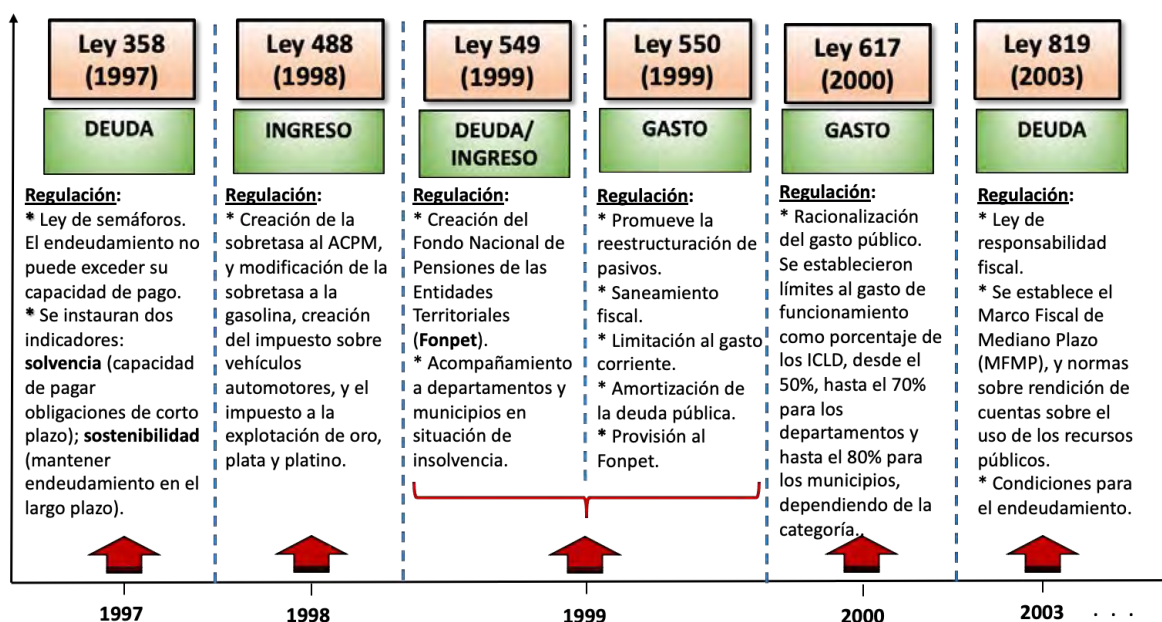 Ley 358
(1997)
DEUDA
Regulación:
* Ley de semáforos.
El endeudamiento no
puede exceder su
capacidad de pago.
* Se instauran dos
indicadores:
solvencia (capacidad
de pagar
obligaciones de corto
plazo); sostenibilidad
(mantener
endeudamiento en el
largo plazo).
Ley 488
(1998)
INGRESO
Regulación:
* Creación de la
sobretasa al ACPM,
y modificación de la
sobretasa a la
gasolina, creación
del impuesto sobre
vehículos
automotores, y el
impuesto a la
explotación de oro,
plata y platino.
Ley 549
(1999)
DEUDA/
INGRESO
Regulación:
* Creación del
Fondo Nacional de
Pensiones de las
Entidades
Territoriales
(Fonpet).
* Acompañamiento
a departamentos y
municipios en
situación de
insolvencia.
Ley 550
(1999)
GASTO
Regulación:
* Promueve la
reestructuración de
pasivos.
* Saneamiento
fiscal.
* Limitación al gasto
corriente.
* Amortización de
la deuda pública.
* Provisión al
Fonpet.
Ley 617
(2000)
GASTO
Regulación:
* Racionalización
del gasto público.
Se establecieron
límites al gasto de
funcionamiento
como porcentaje de
los ICLD, desde el
50%, hasta el 70%
para los
departamentos y
hasta el 80% para
los municipios,
dependiendo de la
categoría..
Ley 819
(2003)
DEUDA
Regulación:
* Ley de
responsabilidad
fiscal.
* Se establece el
Marco Fiscal de
Mediano Plazo
(MFMP), y normas
sobre rendición de
cuentas sobre el
uso de los recursos
públicos.
* Condiciones para
el endeudamiento.
1997
1998
1999
2000
2003 . . .